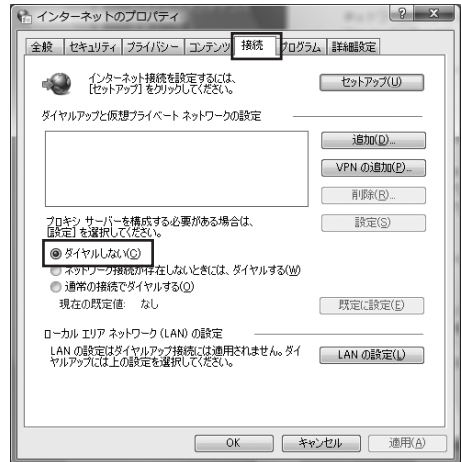 インターネットのプロパティ
全般 セキュリティ プライバシー コンテンツ 接続 プログラム 詳細設定
インターネット接続を設定するには、
[セットアップ] をクリックしてください。
セットアップ(U)
ダイヤルアップと仮想プライベート ネットワークの設定
追加(D)...
VPN の追加(P)...
削除(R)...
プロキシ サーバーを構成する必要がある場合は、
[設定] を選択してください。
設定(S)
ダイヤルしない(C)
ネットワーク接続が存在しないときには、ダイヤルする(W)
通常の接続でダイヤルする(O)
現在の既定値: なし
既定に設定(E)
ローカル エリア ネットワーク (LAN) の設定
LAN の設定はダイヤルアップ接続には適用されません。ダイ
ヤルアップには上の設定を選択してください。
LAN の設定(L)
OK キャンセル 適用(A)